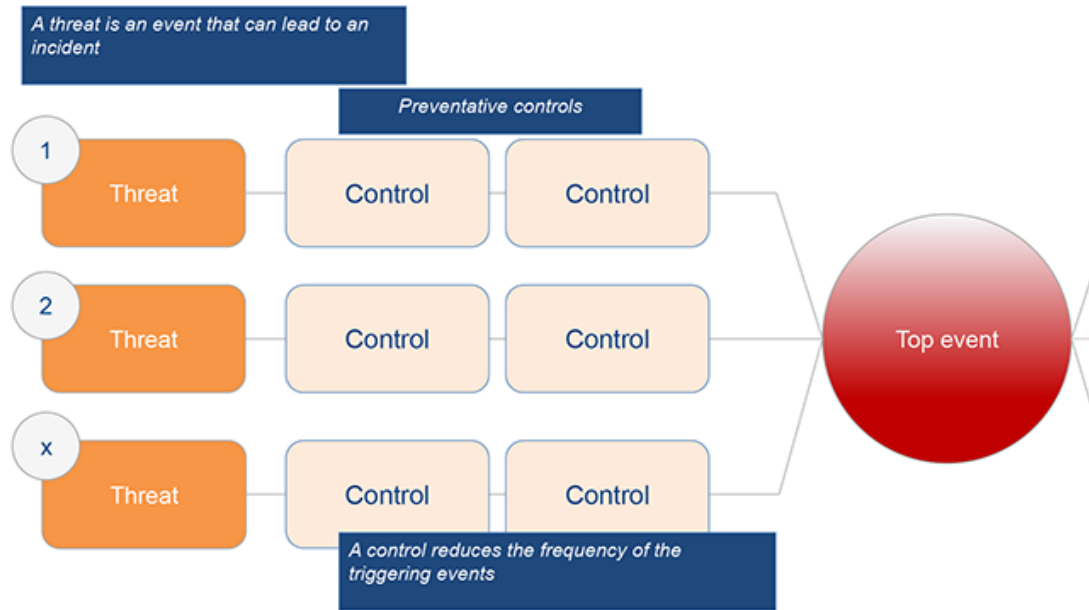 A threat is an event that can lead to an
incident
Preventative controls
1
Threat
Control
Control
2
Threat
Control
Control
Top event
x
Threat
Control
Control
A control reduces the frequency of the
triggering events